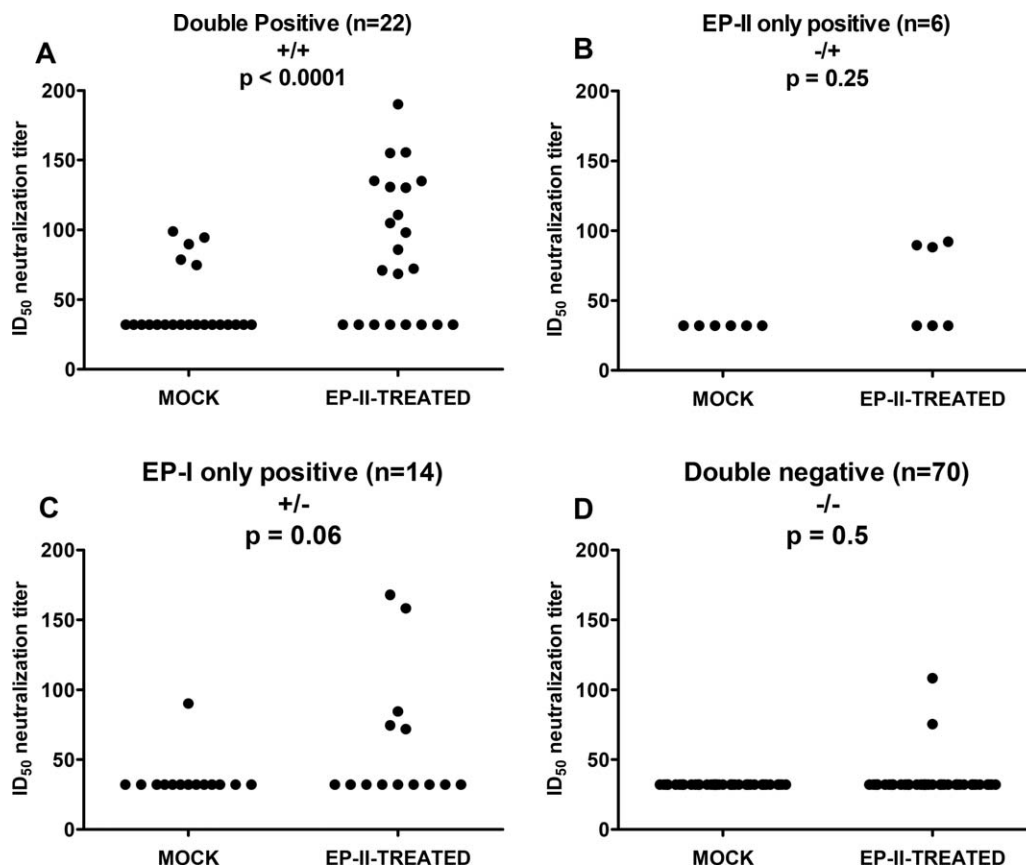 A
Double Positive (n=22)
+/+
p < 0.0001
200
150
100
50
0
ID50 neutralization titer
MOCK
EP-II-TREATED
B
EP-II only positive (n=6)
-/+
p = 0.25
200
150
100
50
0
ID50 neutralization titer
MOCK
EP-II-TREATED
C
EP-I only positive (n=14)
+/-
p = 0.06
200
150
100
50
0
ID50 neutralization titer
MOCK
EP-II-TREATED
D
Double negative (n=70)
-/-
p = 0.5
200
150
100
50
0
ID50 neutralization titer
MOCK
EP-II-TREATED